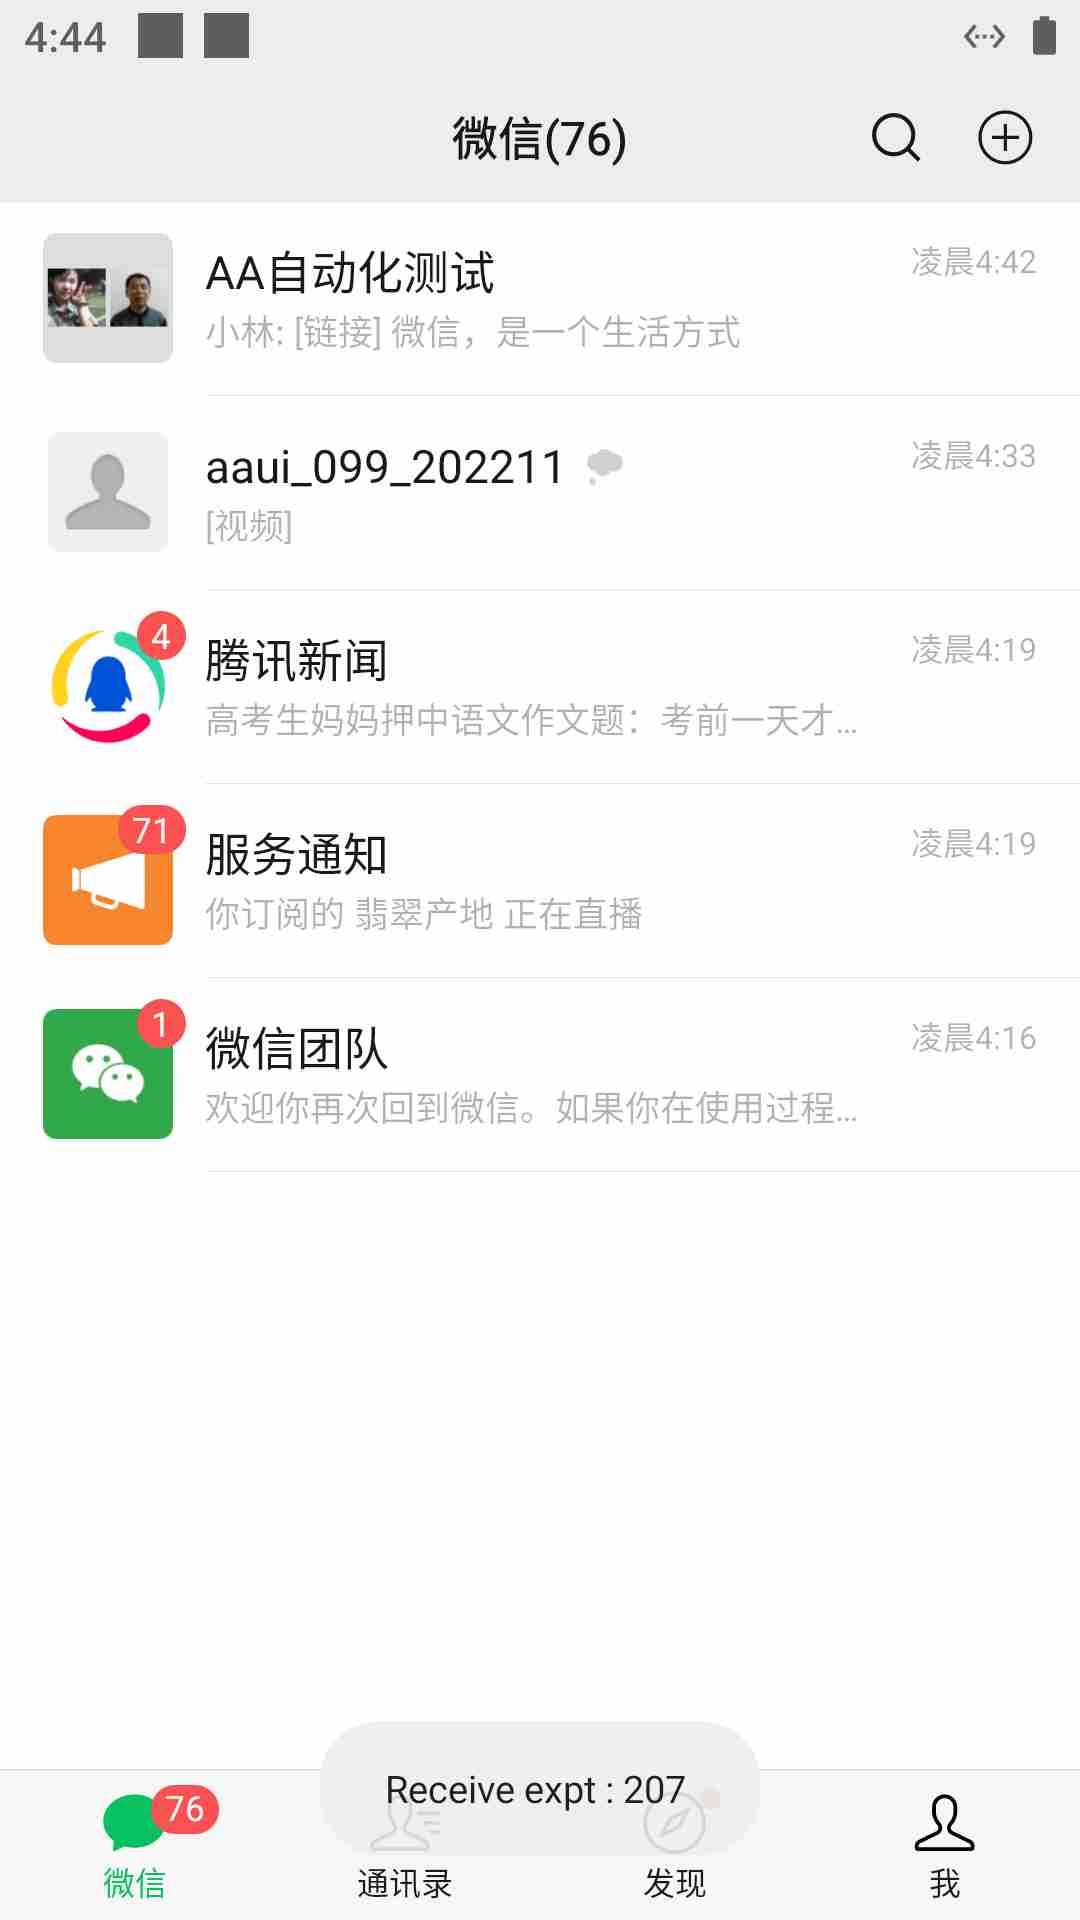 4:44
微信(76)
AA自动化测试
凌晨4:42
小林: [链接] 微信，是一个生活方式
aaui_099_202211
凌晨4:33
[视频]
4
腾讯新闻
凌晨4:19
高考生妈妈押中语文作文题：考前一天才...
71
服务通知
凌晨4:19
你订阅的 翡翠产地 正在直播
1
微信团队
凌晨4:16
欢迎你再次回到微信。如果你在使用过程...
Receive expt : 207
76
微信
通讯录
发现
我